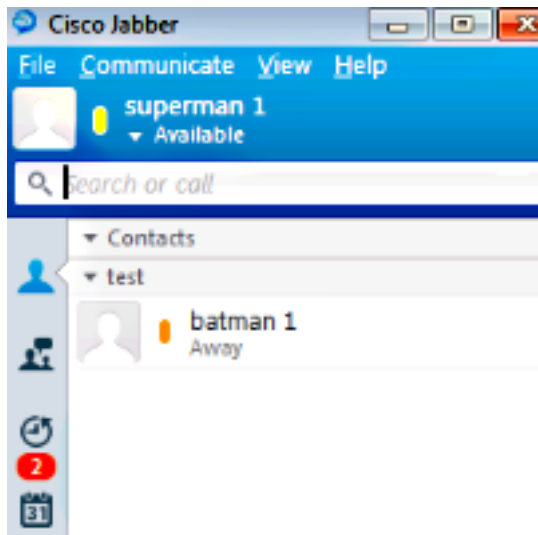 Cisco Jabber
File Communicate View Help
superman 1
Available
Search or call
Contacts
test
batman 1
Away
2
31